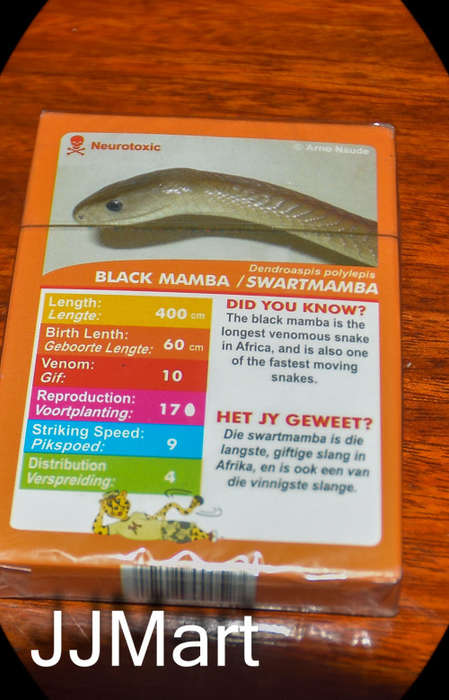 Neurotoxic
© Arno Naude
Dendroaspis polylepis
BLACK MAMBA / SWARTMAMBA
Length:
Lengte:
400 cm
Birth Lenth:
Geboorte Lengte:
60 cm
Venom:
Gif:
10
Reproduction:
Voortplanting:
17
Striking Speed:
Pikspoed:
9
Distribution
Verspreiding:
4
DID YOU KNOW?
The black mamba is the
longest venomous snake
in Africa, and is also one
of the fastest moving
snakes.
HET JY GEWEET?
Die swartmamba is die
langste, giftige slang in
Afrika, en is ook een van
die vinnigste slange.
JJMart